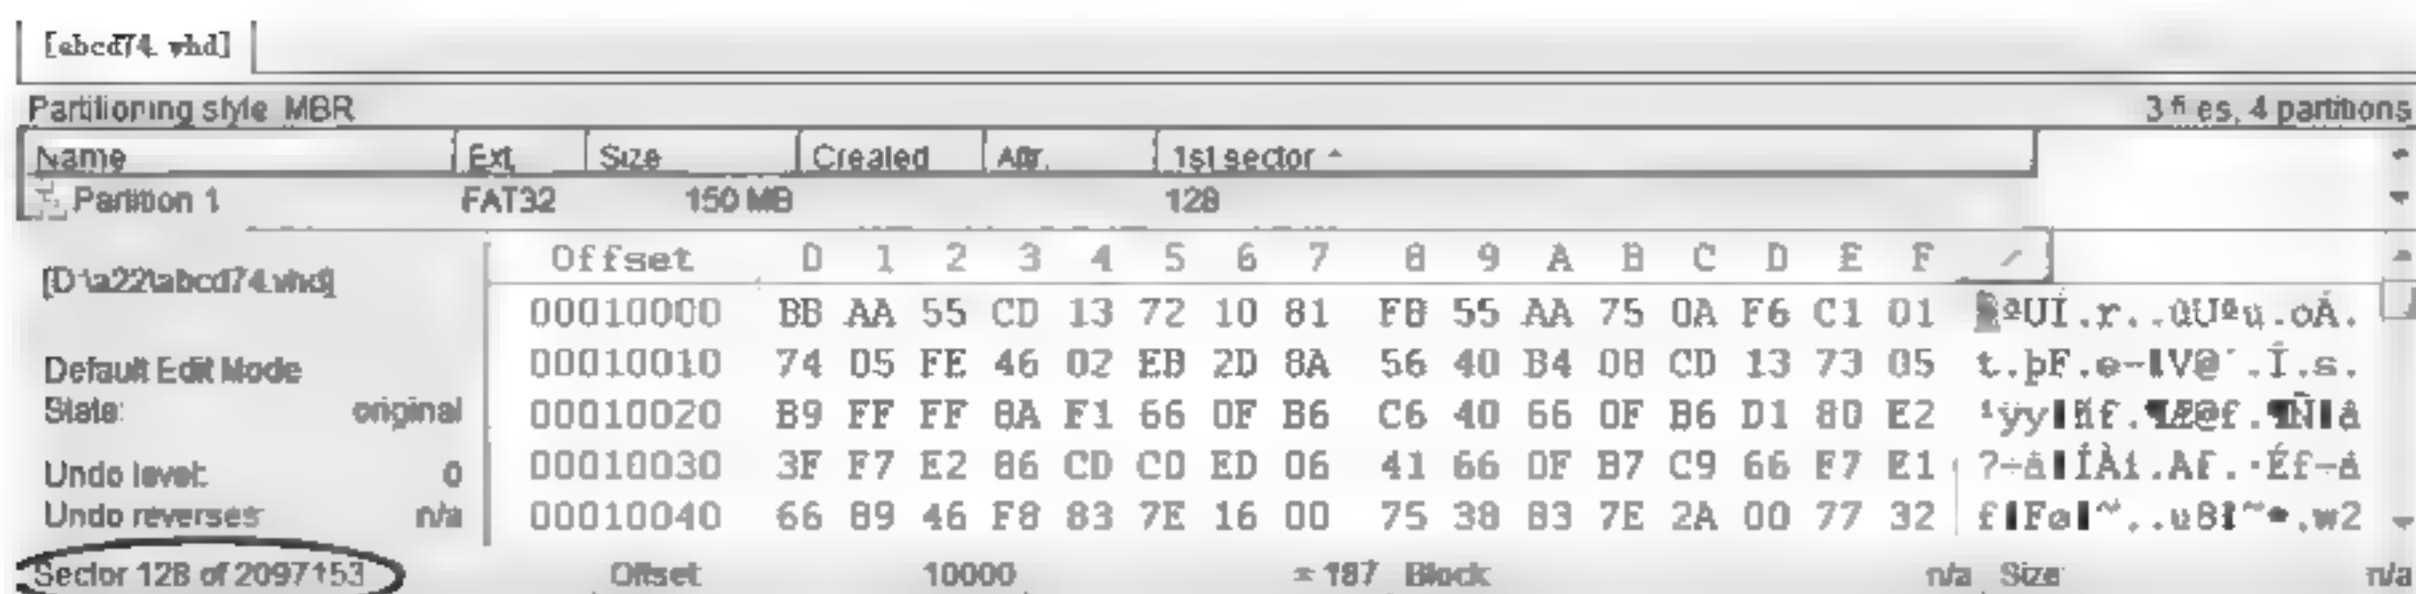 [abcd74.vhd]
Partitioning style: MBR 3 files, 4 partitions
Name Ext. Size Created Attr. 1st sector
Partition 1 FAT32 150 MB 128
[D:\a22\abcd74.vhd]
Default Edit Mode
State: original
Undo level: 0
Undo reverses: n/a
Offset 0 1 2 3 4 5 6 7 8 9 A B C D E F
00010000 BB AA 55 CD 13 72 10 81 FB 55 AA 75 0A F6 C1 01
00010010 74 05 FE 46 02 EB 2D 8A 56 40 B4 08 CD 13 73 05 t.þF.ë-
00010020 B9 FF FF 8A F1 66 0F B6 C6 40 66 0F B6 D1 80 E2
00010030 3F F7 E2 86 CD C0 ED 06 41 66 0F B7 C9 66 F7 E1
00010040 66 89 46 F8 83 7E 16 00 75 38 83 7E 2A 00 77 32
Sector 128 of 2097153 Offset: 10000 = 187 Block: n/a Size: n/a